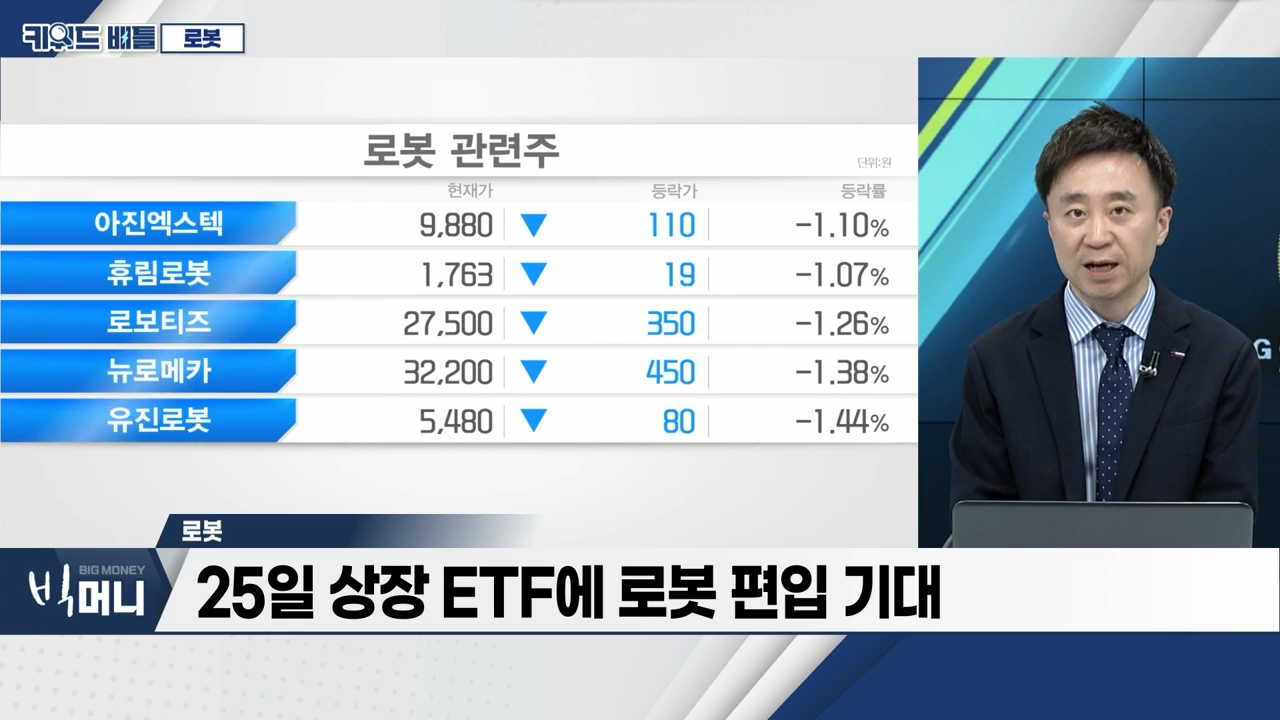 키워드 배틀 로봇
로봇 관련주
단위:원
현재가 등락가 등락률
아진엑스텍 9,880 ▼ 110 -1.10%
휴림로봇 1,763 ▼ 19 -1.07%
로보티즈 27,500 ▼ 350 -1.26%
뉴로메카 32,200 ▼ 450 -1.38%
유진로봇 5,480 ▼ 80 -1.44%
G
로봇
BIG MONEY
빅머니
25일 상장 ETF에 로봇 편입 기대